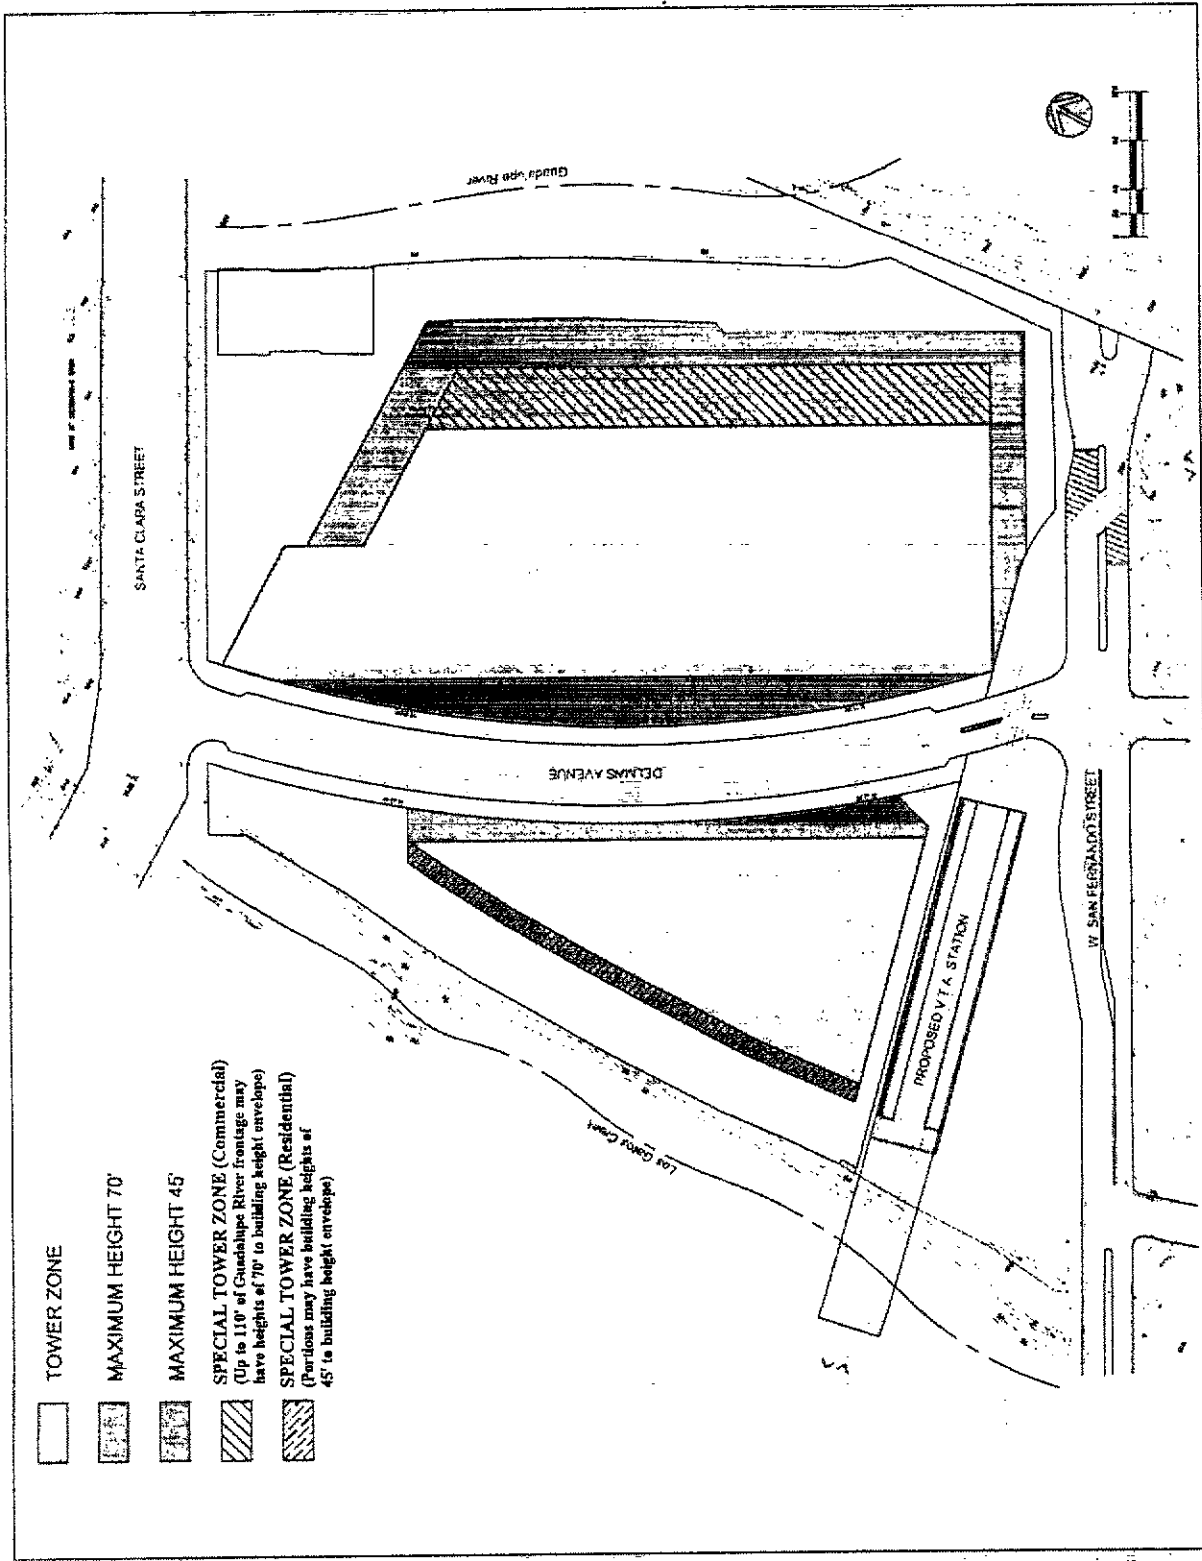 SANTA CLARA STREET
Guadalupe River
DELMAS AVENUE
Los Gatos Creek
PROPOSED V T A STATION
W SAN FERNANDO STREET
TOWER ZONE
MAXIMUM HEIGHT 70'
MAXIMUM HEIGHT 45'
SPECIAL TOWER ZONE (Commercial)
(Up to 110' of Guadalupe River frontage may
have heights of 70' to building height envelope)
SPECIAL TOWER ZONE (Residential)
(Portions may have building heights of
45' to building height envelope)